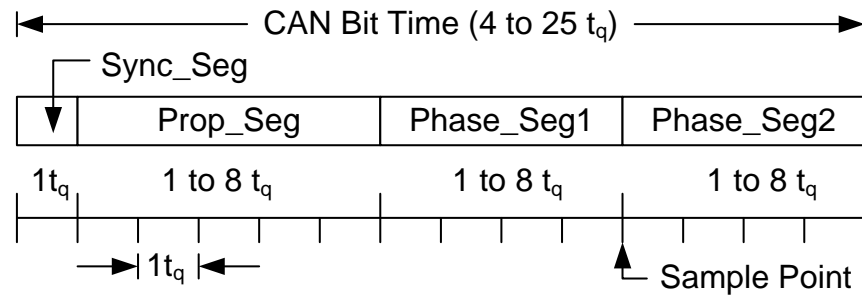 CAN Bit Time (4 to 25 tq)
Sync_Seg
Prop_Seg Phase_Seg1 Phase_Seg2
1tq 1 to 8 tq 1 to 8 tq 1 to 8 tq
1tq
Sample Point